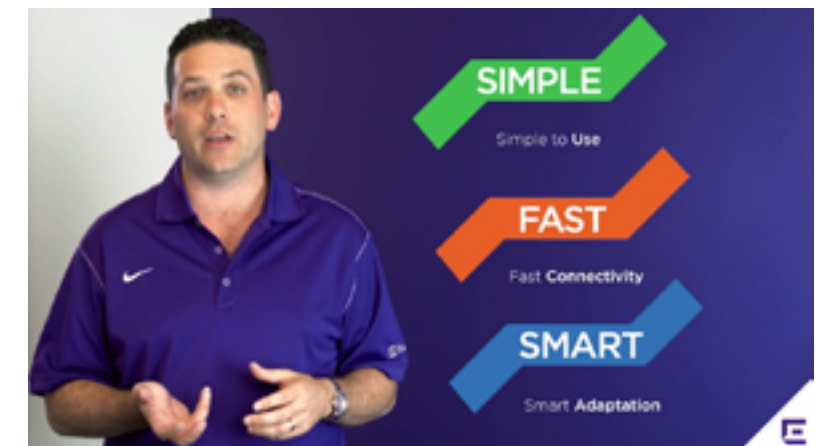 SIMPLE
Simple to Use
FAST
Fast Connectivity
SMART
Smart Adaptation
E